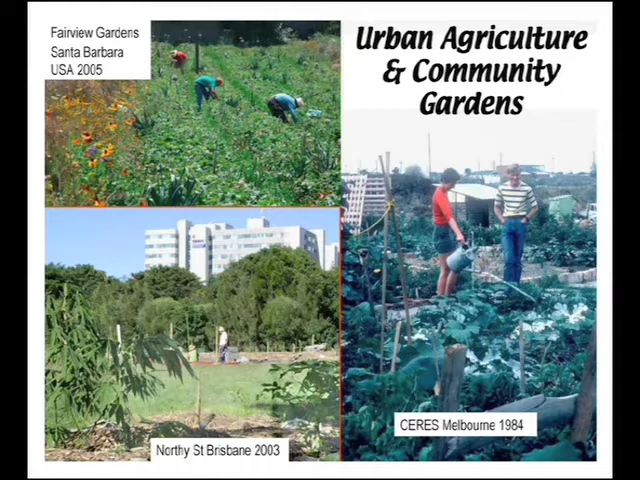 Fairview Gardens
Santa Barbara
USA 2005
Urban Agriculture
& Community
Gardens
Northy St Brisbane 2003
CERES Melbourne 1984